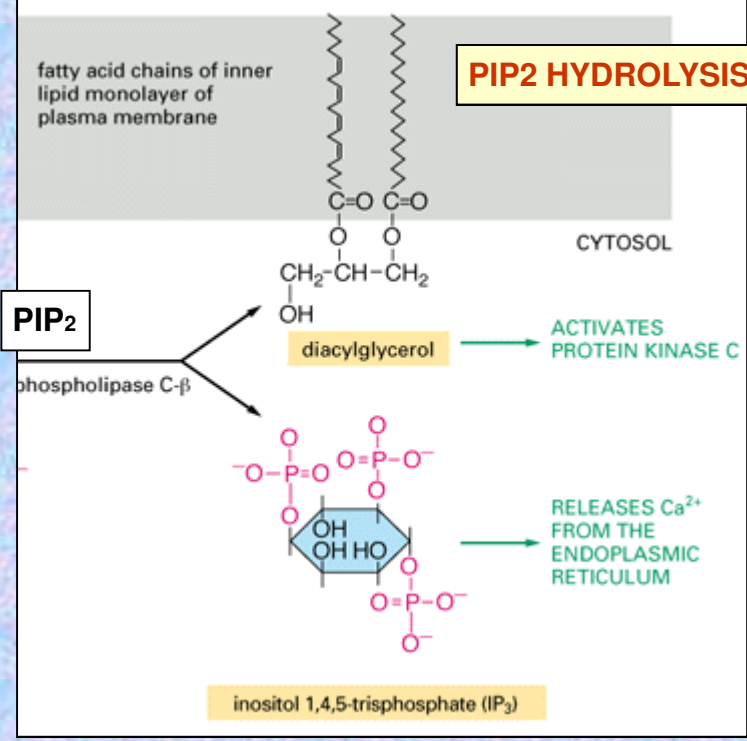 fatty acid chains of inner
lipid monolayer of
plasma membrane
PIP2 HYDROLYSIS
C=O C=O
O O
CYTOSOL
CH₂-CH-CH₂
OH
PIP₂
diacylglycerol
ACTIVATES
PROTEIN KINASE C
phospholipase C-β
O O
⁻O-P=O O=P-O⁻
O O
OH
OH HO
RELEASES Ca²⁺
FROM THE
ENDOPLASMIC
RETICULUM
O
O=P-O⁻
O⁻
inositol 1,4,5-trisphosphate (IP₃)